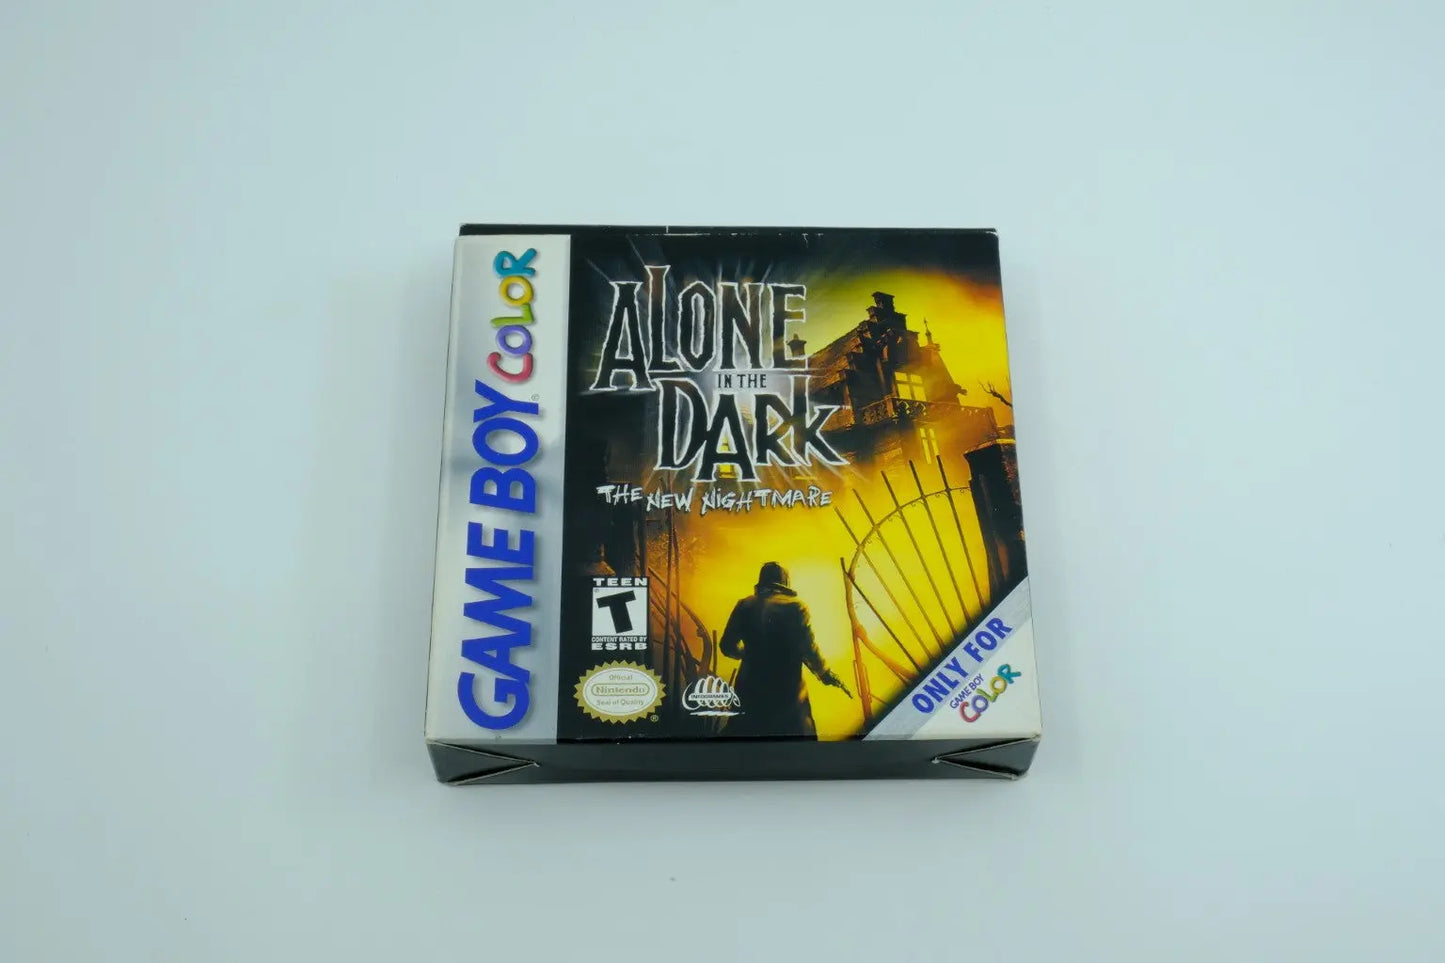 GAME BOY COLOR
ALONE
IN THE
DARK
THE NEW NIGHTMARE
TEEN
T
CONTENT RATED BY
ESRB
Official
Nintendo
Seal of Quality
INFOGRAMES
ONLY FOR
GAME BOY
COLOR